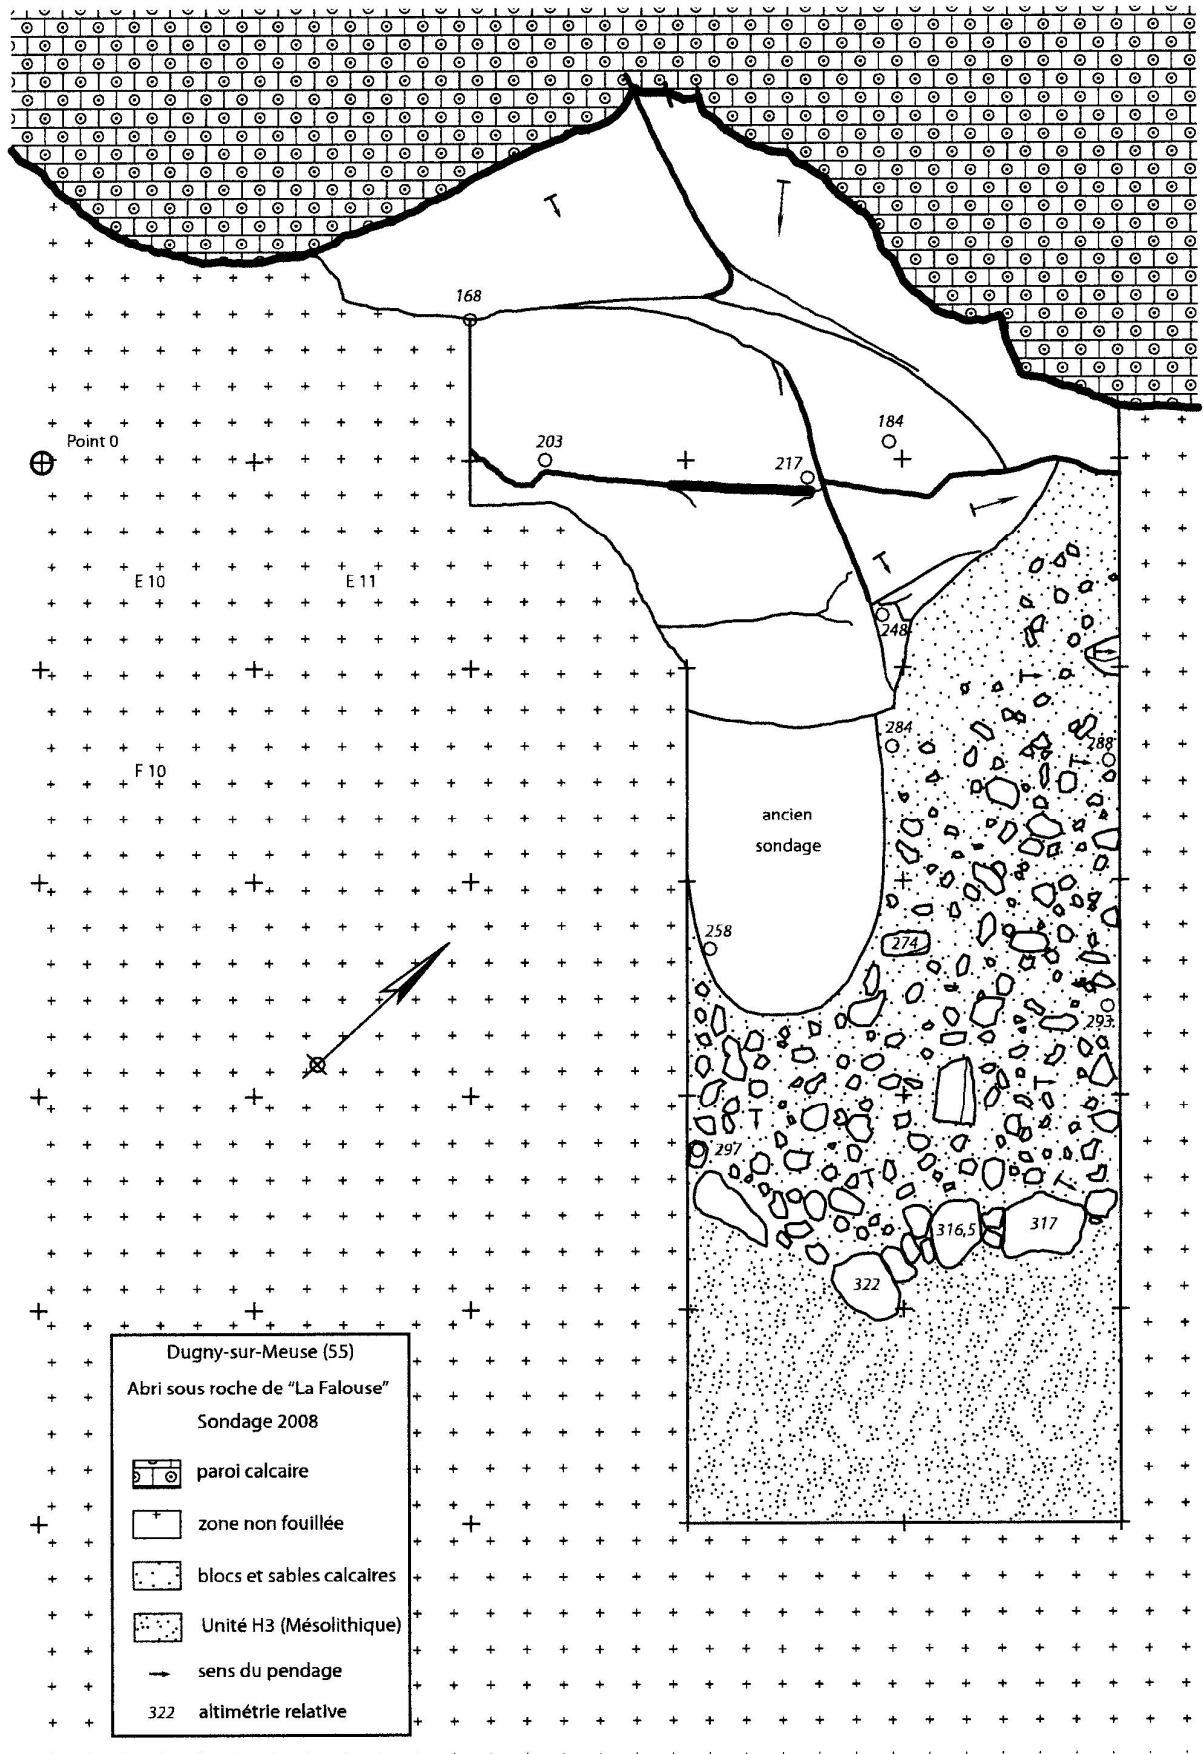 168
184
Point 0
203
217
E 10
E 11
248
284
288
F 10
ancien
sondage
258
274
293
297
316,5
317
322
Dugny-sur-Meuse (55)
Abri sous roche de "La Falouse"
Sondage 2008
paroi calcaire
zone non fouillée
blocs et sables calcaires
Unité H3 (Mésolithique)
sens du pendage
322 altimétrie relative